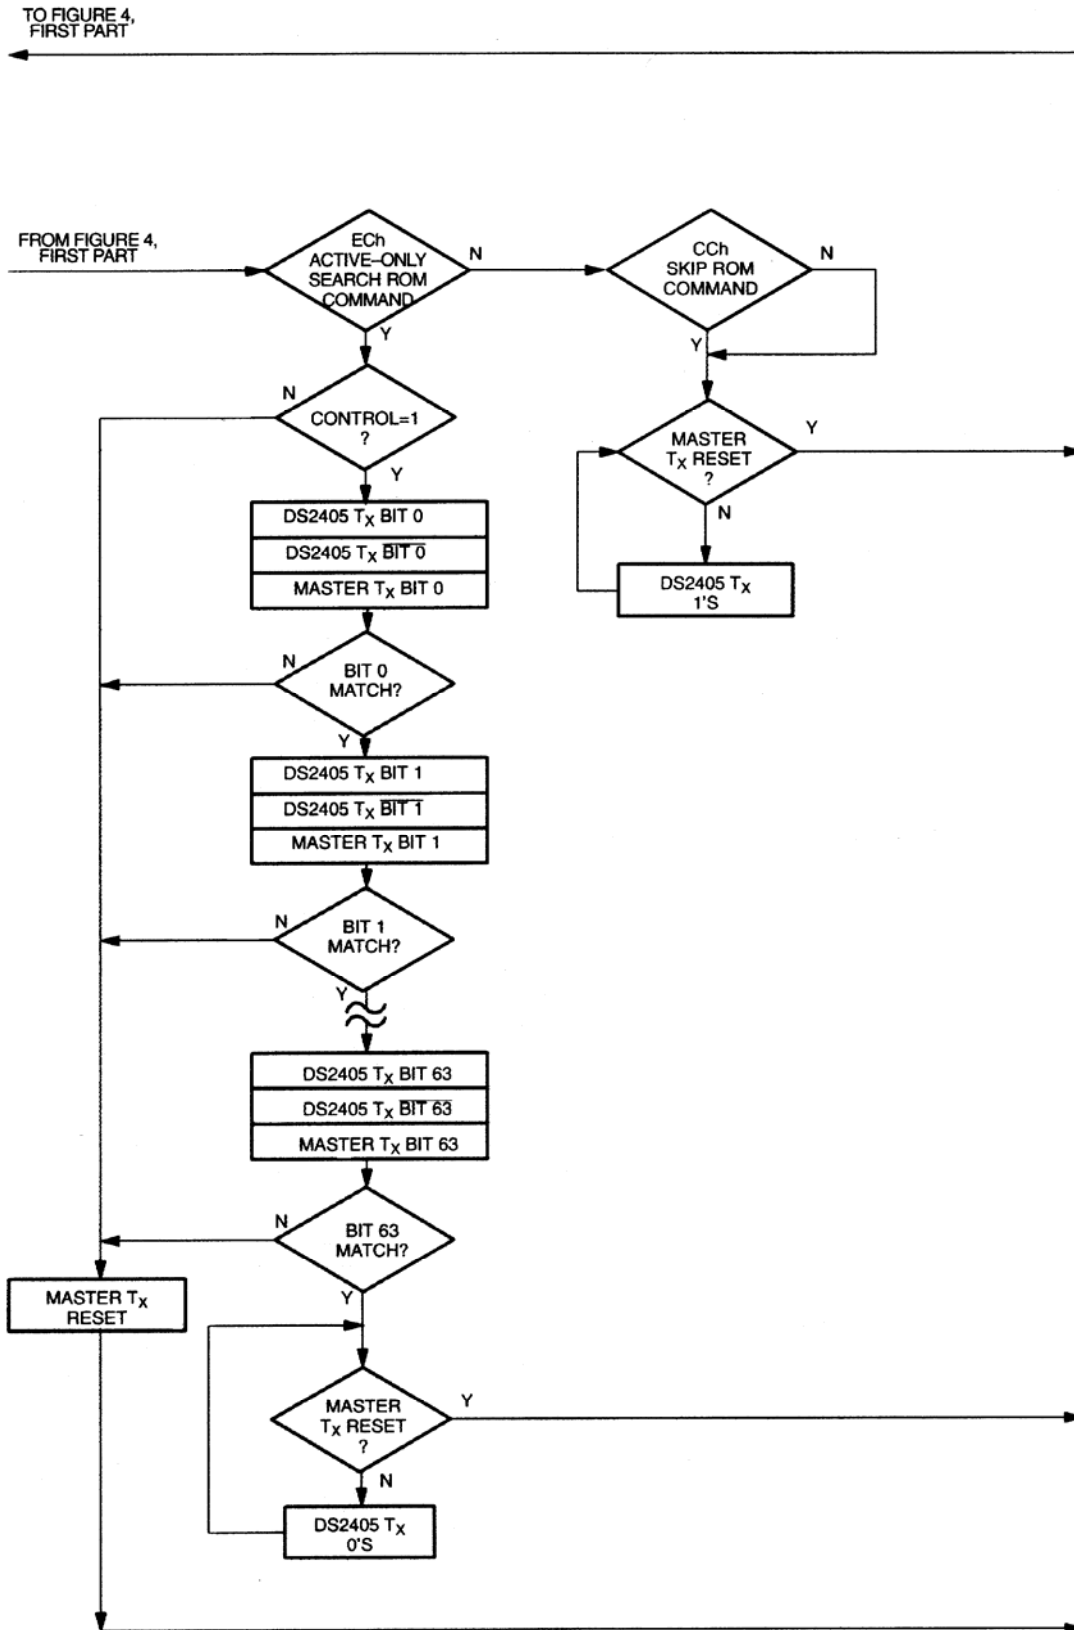 TO FIGURE 4,
FIRST PART
FROM FIGURE 4,
FIRST PART
ECh
ACTIVE-ONLY
SEARCH ROM
COMMAND
N
Y
CCh
SKIP ROM
COMMAND
N
Y
N
CONTROL=1
?
Y
MASTER
TX RESET
?
Y
N
DS2405 TX BIT 0
DS2405 TX BIT 0
MASTER TX BIT 0
DS2405 TX
1'S
N
BIT 0
MATCH?
Y
DS2405 TX BIT 1
DS2405 TX BIT 1
MASTER TX BIT 1
N
BIT 1
MATCH?
Y
DS2405 TX BIT 63
DS2405 TX BIT 63
MASTER TX BIT 63
N
BIT 63
MATCH?
Y
MASTER TX
RESET
MASTER
TX RESET
?
Y
N
DS2405 TX
0'S